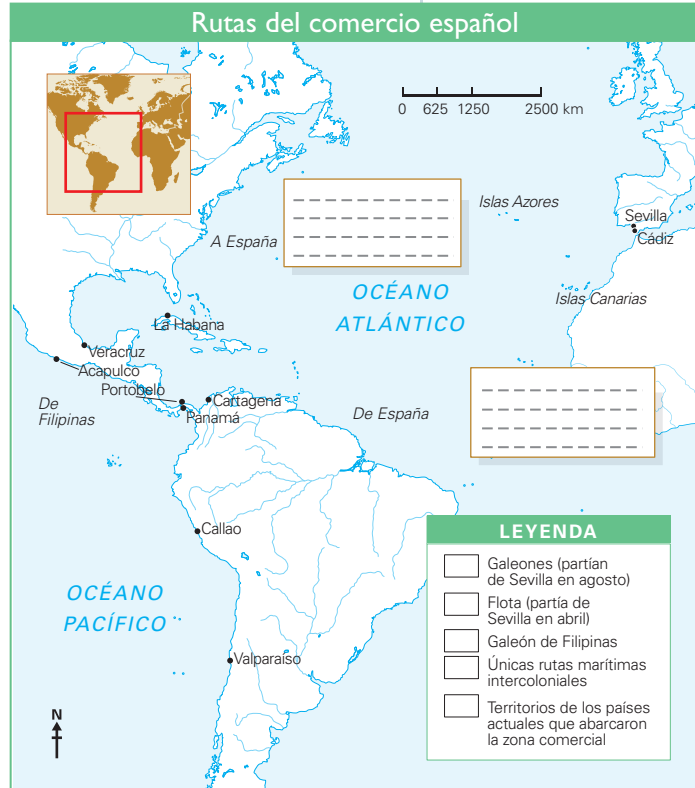 Rutas del comercio español
0 625 1250 2500 km
Islas Azores
Sevilla
Cádiz
A España
OCÉANO
ATLÁNTICO
Islas Canarias
La Habana
Veracruz
Acapulco
Portobelo
Cartagena
Panamá
De
Filipinas
De España
Callao
OCÉANO
PACÍFICO
Valparaiso
N
LEYENDA
Galeones (partían
de Sevilla en agosto)
Flota (partía de
Sevilla en abril)
Galeón de Filipinas
Únicas rutas marítimas
intercoloniales
Territorios de los países
actuales que abarcaron
la zona comercial